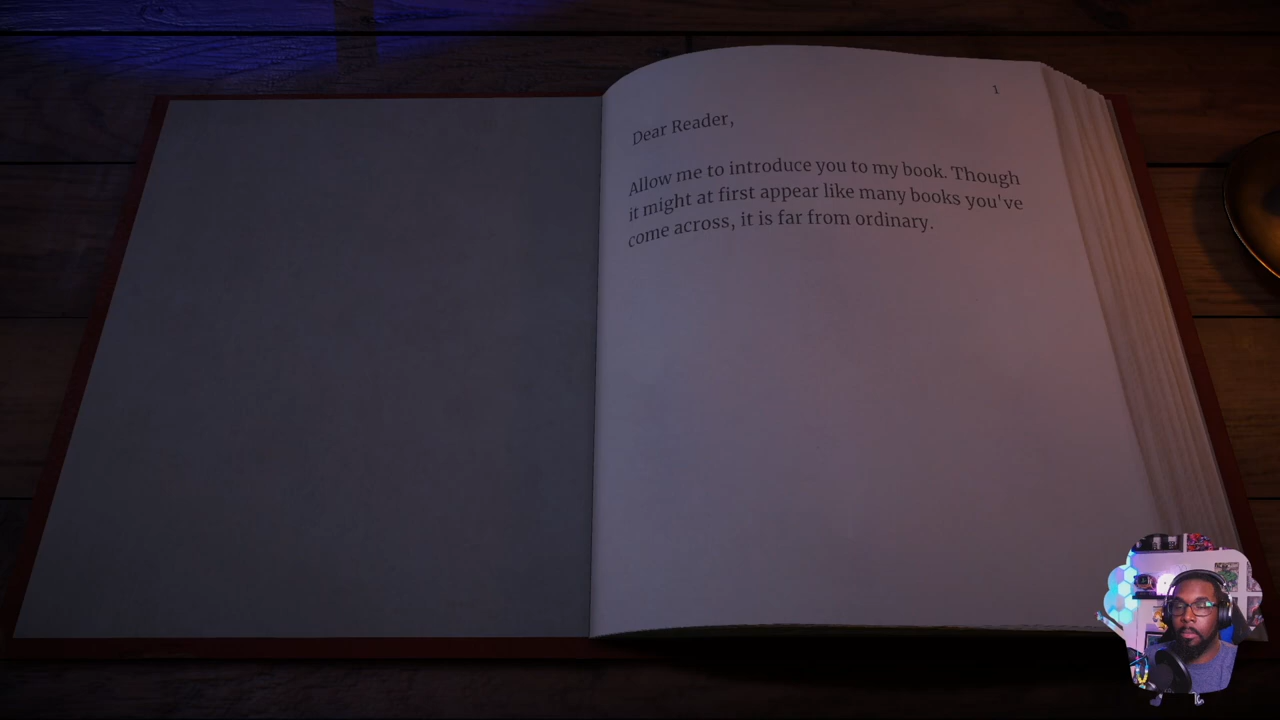 1
Dear Reader,
Allow me to introduce you to my book. Though
it might at first appear like many books you've
come across, it is far from ordinary.